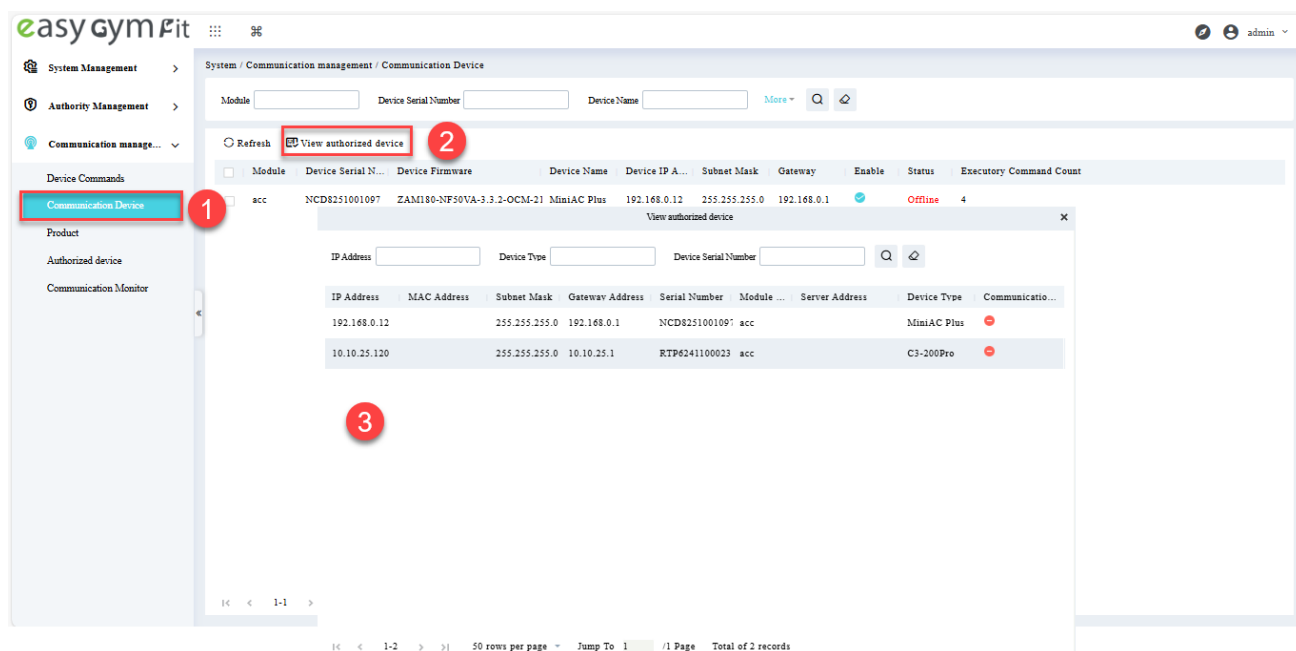 easy Gym Fit
admin
System Management
Authority Management
Communication manage...
Device Commands
Communication Device
Product
Authorized device
Communication Monitor
System / Communication management / Communication Device
Module Device Serial Number Device Name More
Refresh View authorized device 2
Module Device Serial N... Device Firmware Device Name Device IP A... Subnet Mask Gateway Enable Status Executory Command Count
1 acc NCD8251001097 ZAM180-NF50VA-3.3.2-OCM-21 MiniAC Plus 192.168.0.12 255.255.255.0 192.168.0.1 Offline 4
View authorized device
IP Address Device Type Device Serial Number
IP Address MAC Address Subnet Mask Gateway Address Serial Number Module ... Server Address Device Type Communicatio...
192.168.0.12 255.255.255.0 192.168.0.1 NCD8251001097 acc MiniAC Plus
10.10.25.120 255.255.255.0 10.10.25.1 RTP6241100023 acc C3-200Pro
3
1-1
1-2 50 rows per page Jump To 1 /1 Page Total of 2 records